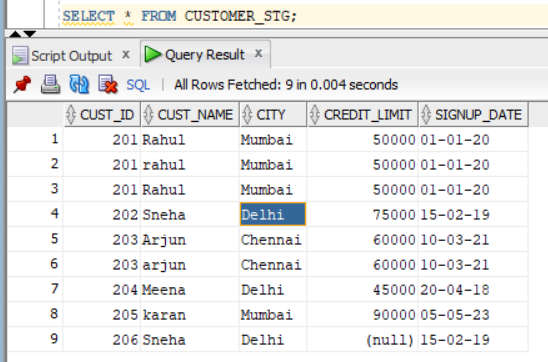 SELECT * FROM CUSTOMER_STG;
Script Output x Query Result x
SQL | All Rows Fetched: 9 in 0.004 seconds
CUST_ID CUST_NAME CITY CREDIT_LIMIT SIGNUP_DATE
1 201 Rahul Mumbai 50000 01-01-20
2 201 rahul Mumbai 50000 01-01-20
3 201 Rahul Mumbai 50000 01-01-20
4 202 Sneha Delhi 75000 15-02-19
5 203 Arjun Chennai 60000 10-03-21
6 203 arjun Chennai 60000 10-03-21
7 204 Meena Delhi 45000 20-04-18
8 205 karan Mumbai 90000 05-05-23
9 206 Sneha Delhi (null) 15-02-19